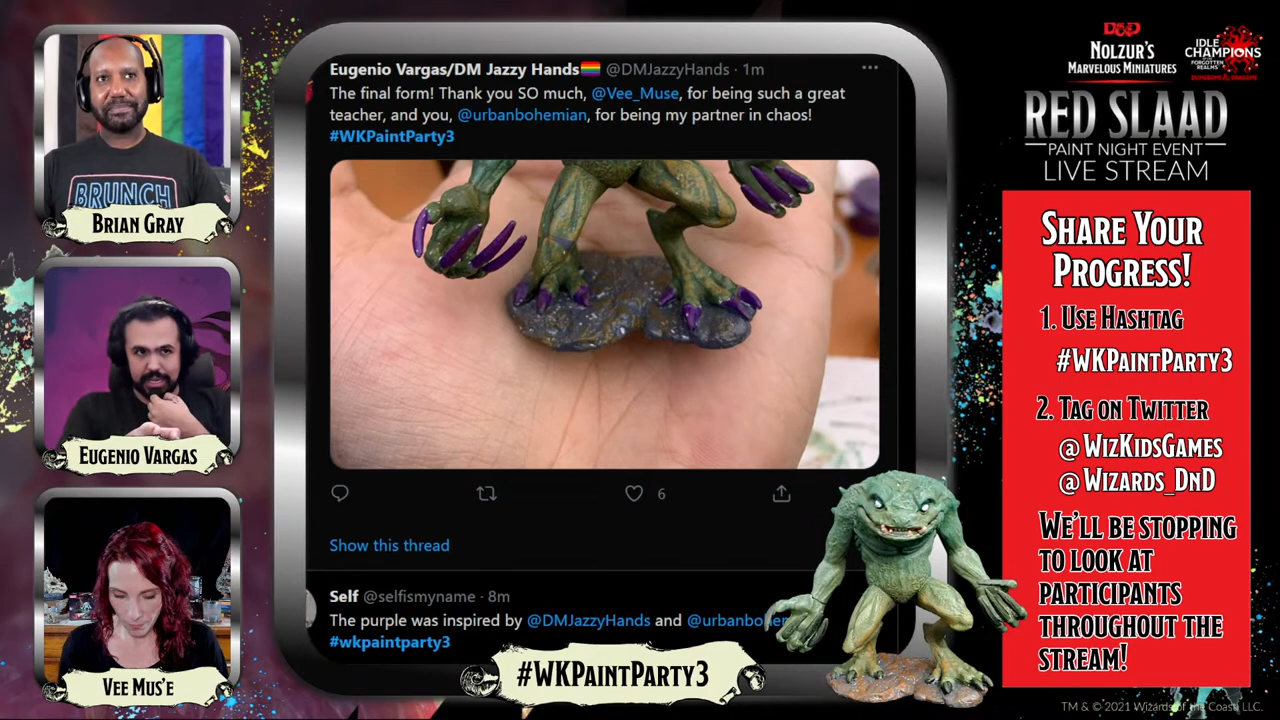 BRUNCH
BRIAN GRAY
EUGENIO VARGAS
VEE MUS'E
Eugenio Vargas/DM Jazzy Hands @DMJazzyHands · 1m
The final form! Thank you SO much, @Vee_Muse, for being such a great
teacher, and you, @urbanbohemian, for being my partner in chaos!
#WKPaintParty3
6
Show this thread
Self @selfismyname · 8m
The purple was inspired by @DMJazzyHands and @urbanbohe
#wkpaintparty3
#WKPAINTPARTY3
D&D
NOLZUR'S
MARVELOUS MINIATURES
IDLE
CHAMPIONS
OF THE
FORGOTTEN
REALMS
DUNGEONS & DRAGONS
RED SLAAD
PAINT NIGHT EVENT
LIVE STREAM
SHARE YOUR
PROGRESS!
1. USE HASHTAG
#WKPAINTPARTY3
2. TAG ON TWITTER
@WIZKIDSGAMES
@WIZARDS_DND
WE'LL BE STOPPING
TO LOOK AT
PARTICIPANTS
THROUGHOUT THE
STREAM!
TM & © 2021 Wizards of the Coast LLC.